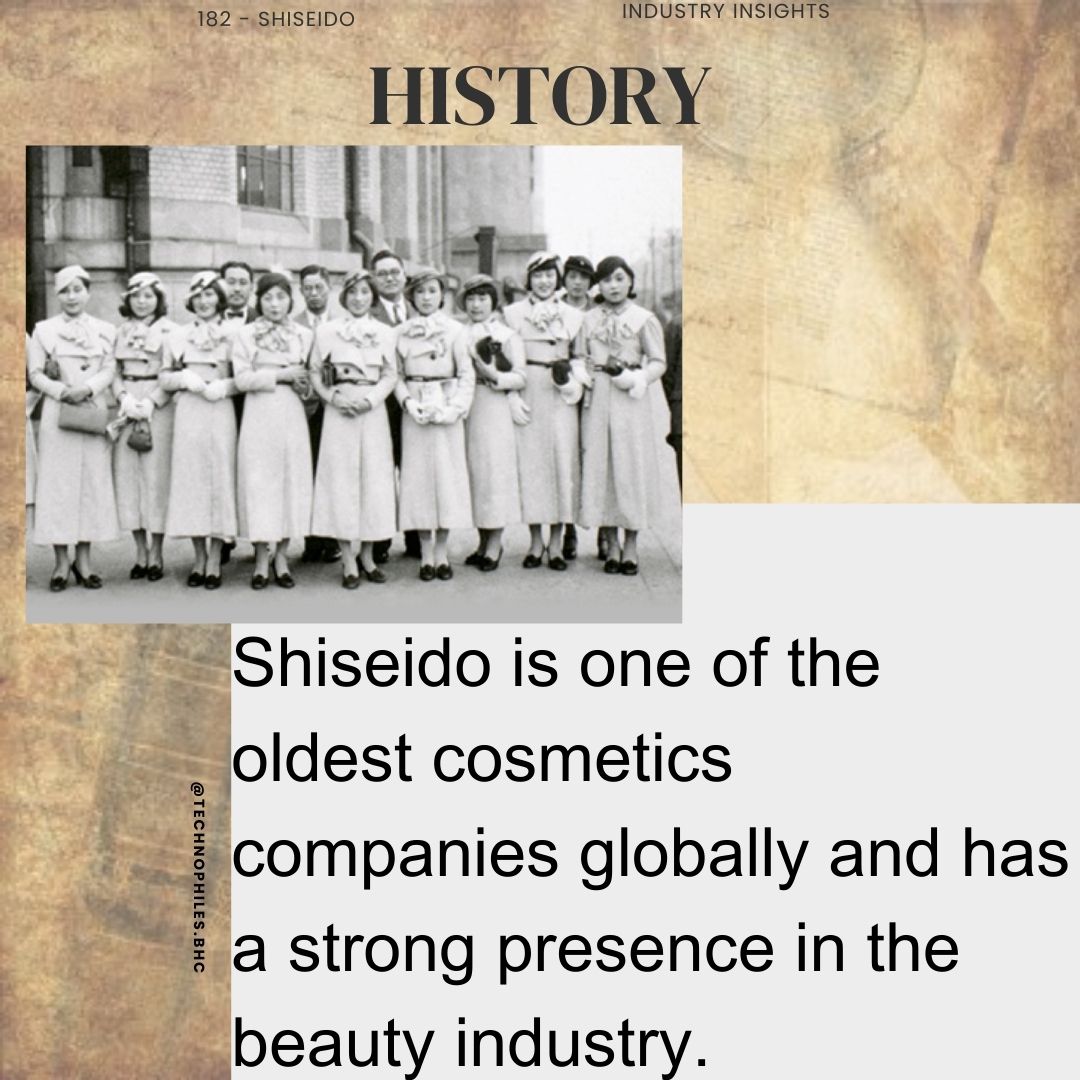 182 - SHISEIDO
INDUSTRY INSIGHTS
HISTORY
Shiseido is one of the
oldest cosmetics
companies globally and has
a strong presence in the
beauty industry.
@TECHNOPHILES.BHC